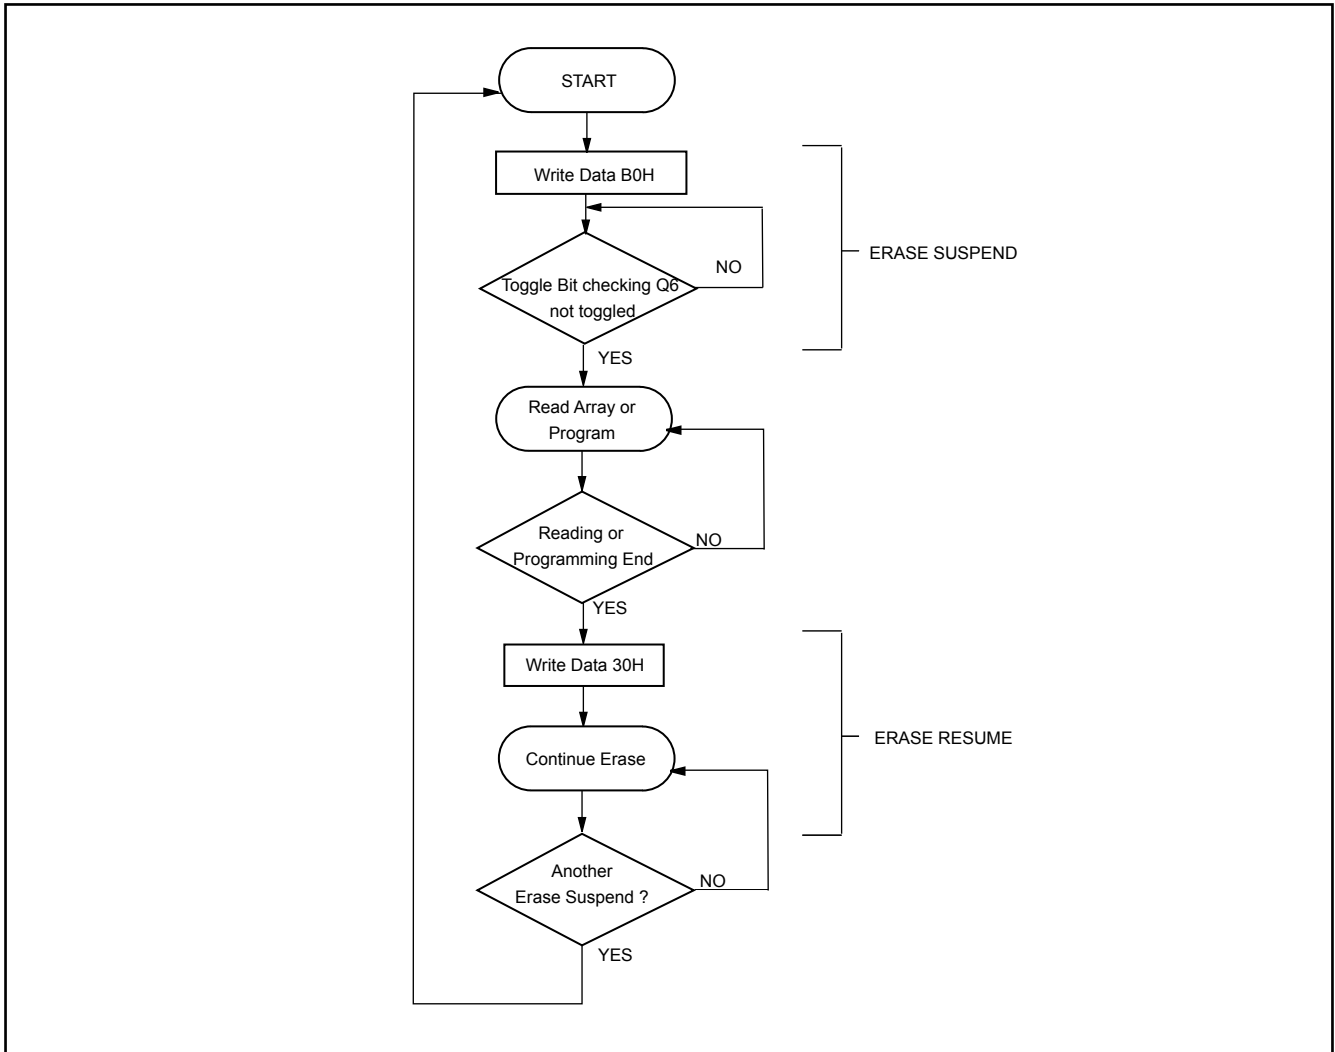 START
Write Data B0H
ERASE SUSPEND
NO
Toggle Bit checking Q6
not toggled
YES
Read Array or
Program
Reading or
Programming End
NO
YES
Write Data 30H
ERASE RESUME
Continue Erase
Another
Erase Suspend ?
NO
YES